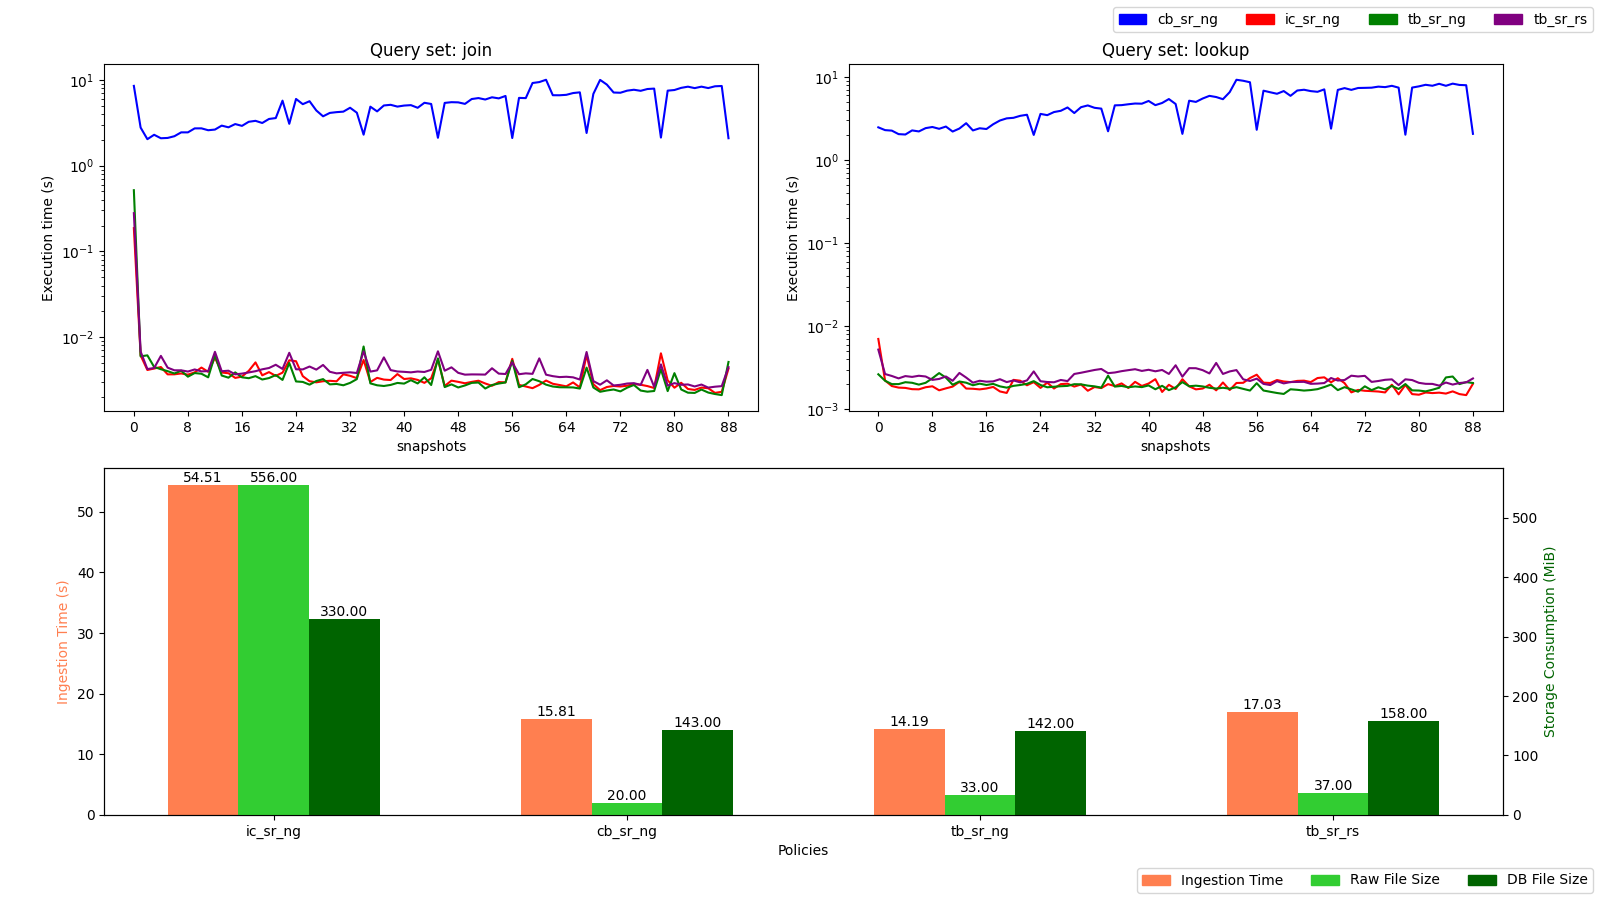 cb_sr_ng ic_sr_ng tb_sr_ng tb_sr_rs
Query set: join
Query set: lookup
Execution time (s)
10^1
10^0
10^-1
10^-2
0 8 16 24 32 40 48 56 64 72 80 88
snapshots
Execution time (s)
10^1
10^0
10^-1
10^-2
10^-3
0 8 16 24 32 40 48 56 64 72 80 88
snapshots
Ingestion Time (s)
50
40
30
20
10
0
54.51 556.00 330.00
15.81 20.00 143.00
14.19 33.00 142.00
17.03 37.00 158.00
500
400
300
200
100
0
Storage Consumption (MiB)
ic_sr_ng cb_sr_ng tb_sr_ng tb_sr_rs
Policies
Ingestion Time Raw File Size DB File Size